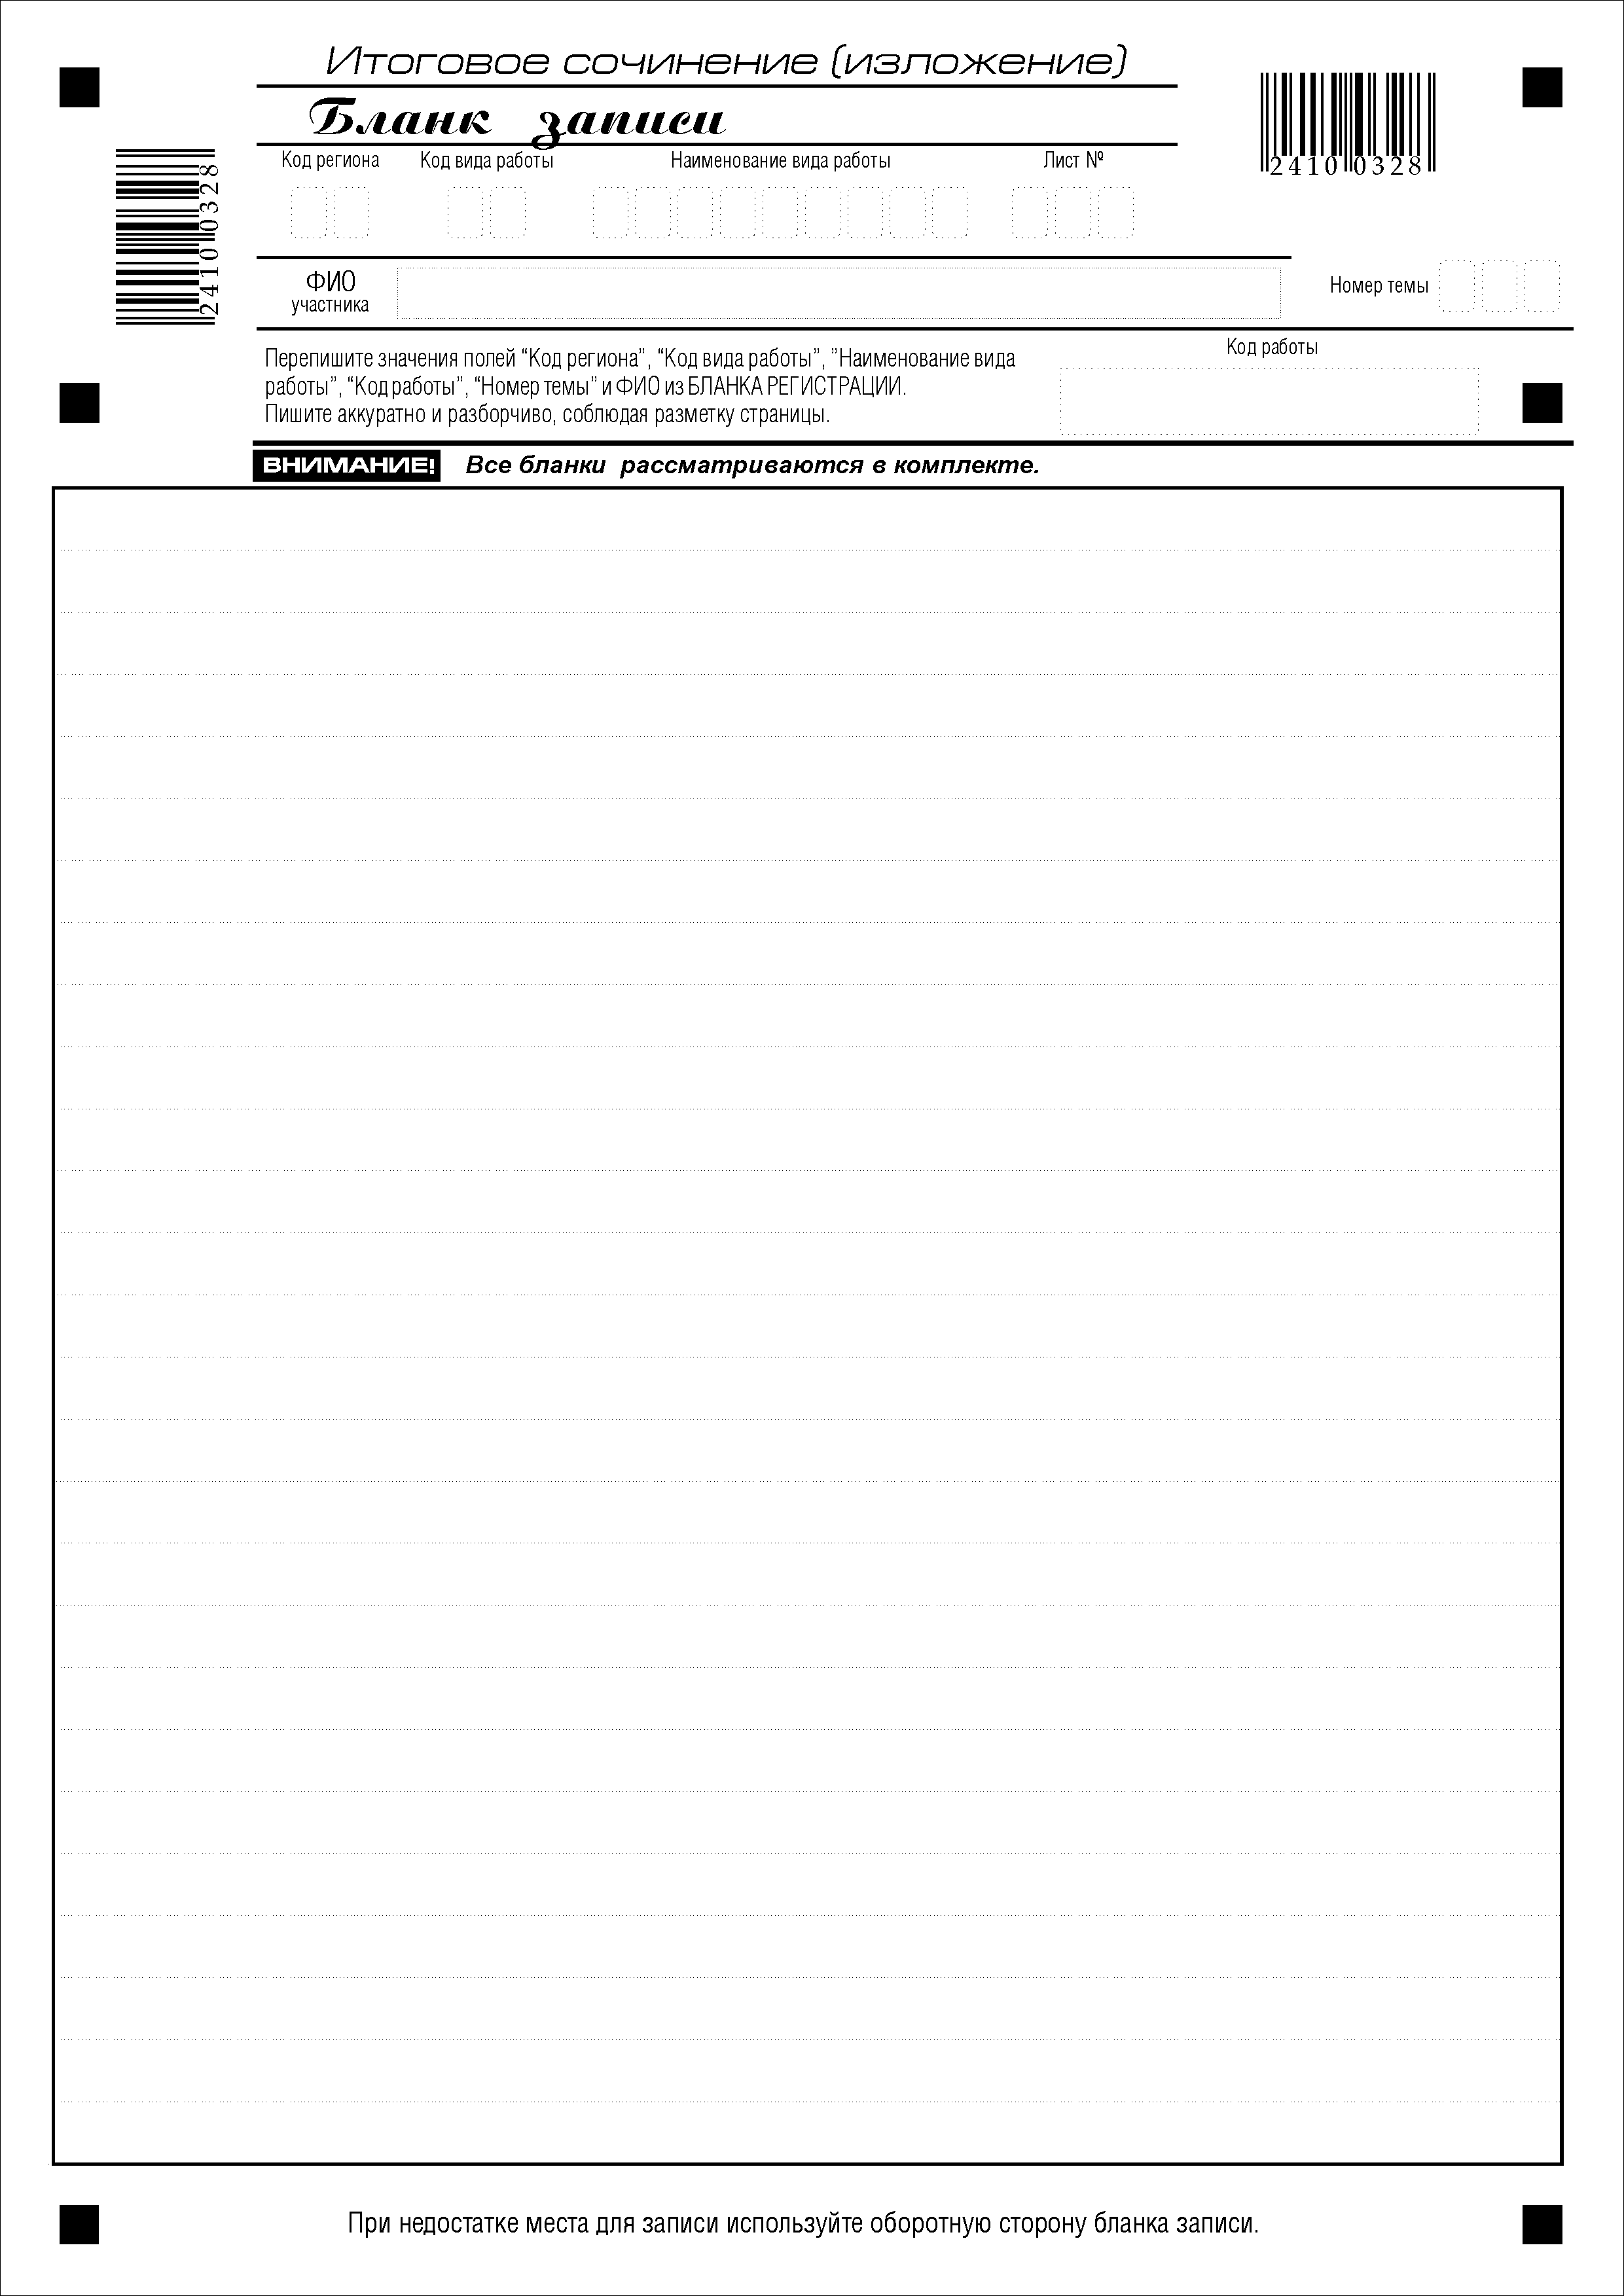 Итоговое сочинение (изложение)
Бланк записи
Код региона Код вида работы Наименование вида работы Лист №
2410 0328
2410 0328
ФИО
участника
Номер темы
Перепишите значения полей “Код региона”, “Код вида работы”, ”Наименование вида
работы”, “Код работы”, “Номер темы” и ФИО из БЛАНКА РЕГИСТРАЦИИ.
Пишите аккуратно и разборчиво, соблюдая разметку страницы.
Код работы
ВНИМАНИЕ! Все бланки рассматриваются в комплекте.
При недостатке места для записи используйте оборотную сторону бланка записи.